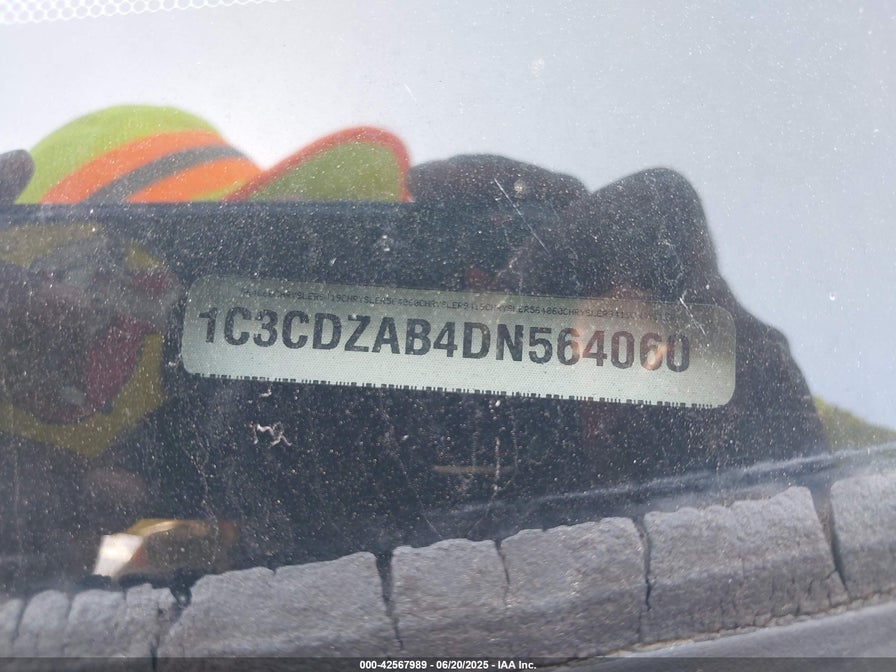 1C3CDZAB4DN564060
000-42567989 - 06/20/2025 - IAA Inc.